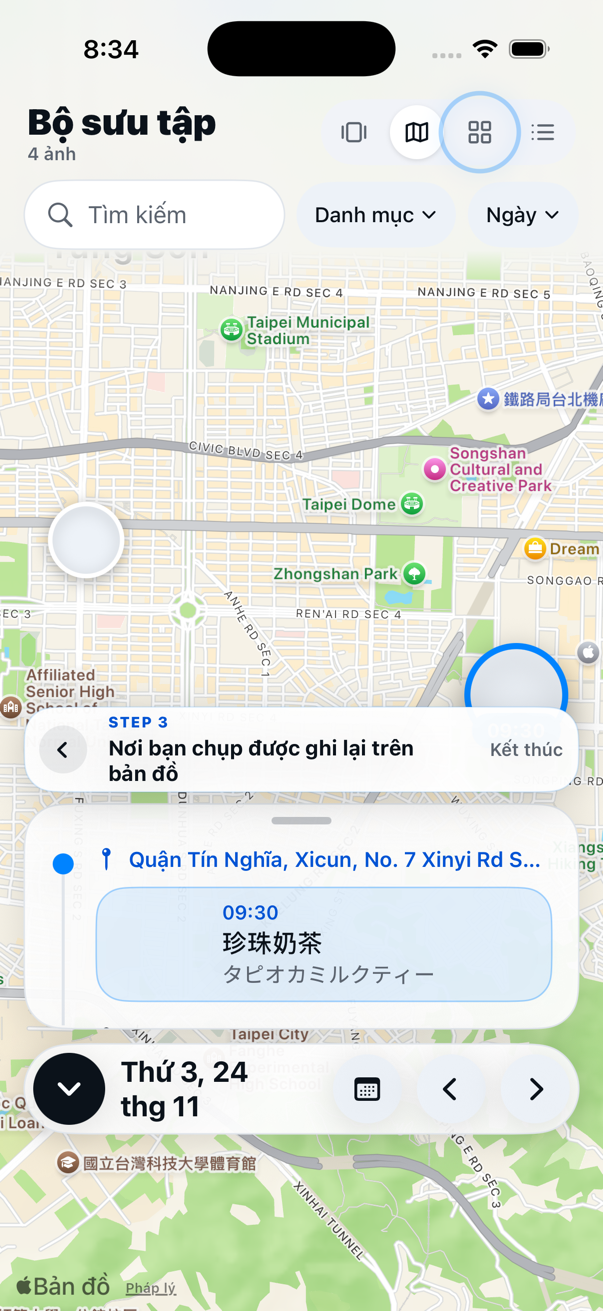 8:34
Bộ sưu tập
4 ảnh
Tìm kiếm
Danh mục
Ngày
NANJING E RD SEC 3
NANJING E RD SEC 4
NANJING E RD SEC 5
Taipei Municipal
Stadium
CIVIC BLVD SEC 4
Songshan
Cultural and
Creative Park
Taipei Dome
Dream
Zhongshan Park
SONGGAO R
SEC 3
REN'AI RD SEC 4
ANHE RD SEC 1
Affiliated
Senior High
School of
STEP 3
Nơi bạn chụp được ghi lại trên
bản đồ
Kết thúc
Quận Tín Nghĩa, Xicun, No. 7 Xinyi Rd S...
09:30
珍珠奶茶
タピオカミルクティー
Taipei City
Thứ 3, 24
thg 11
國立台灣科技大學體育館
XINHAI TUNNEL
Bản đồ
Pháp lý